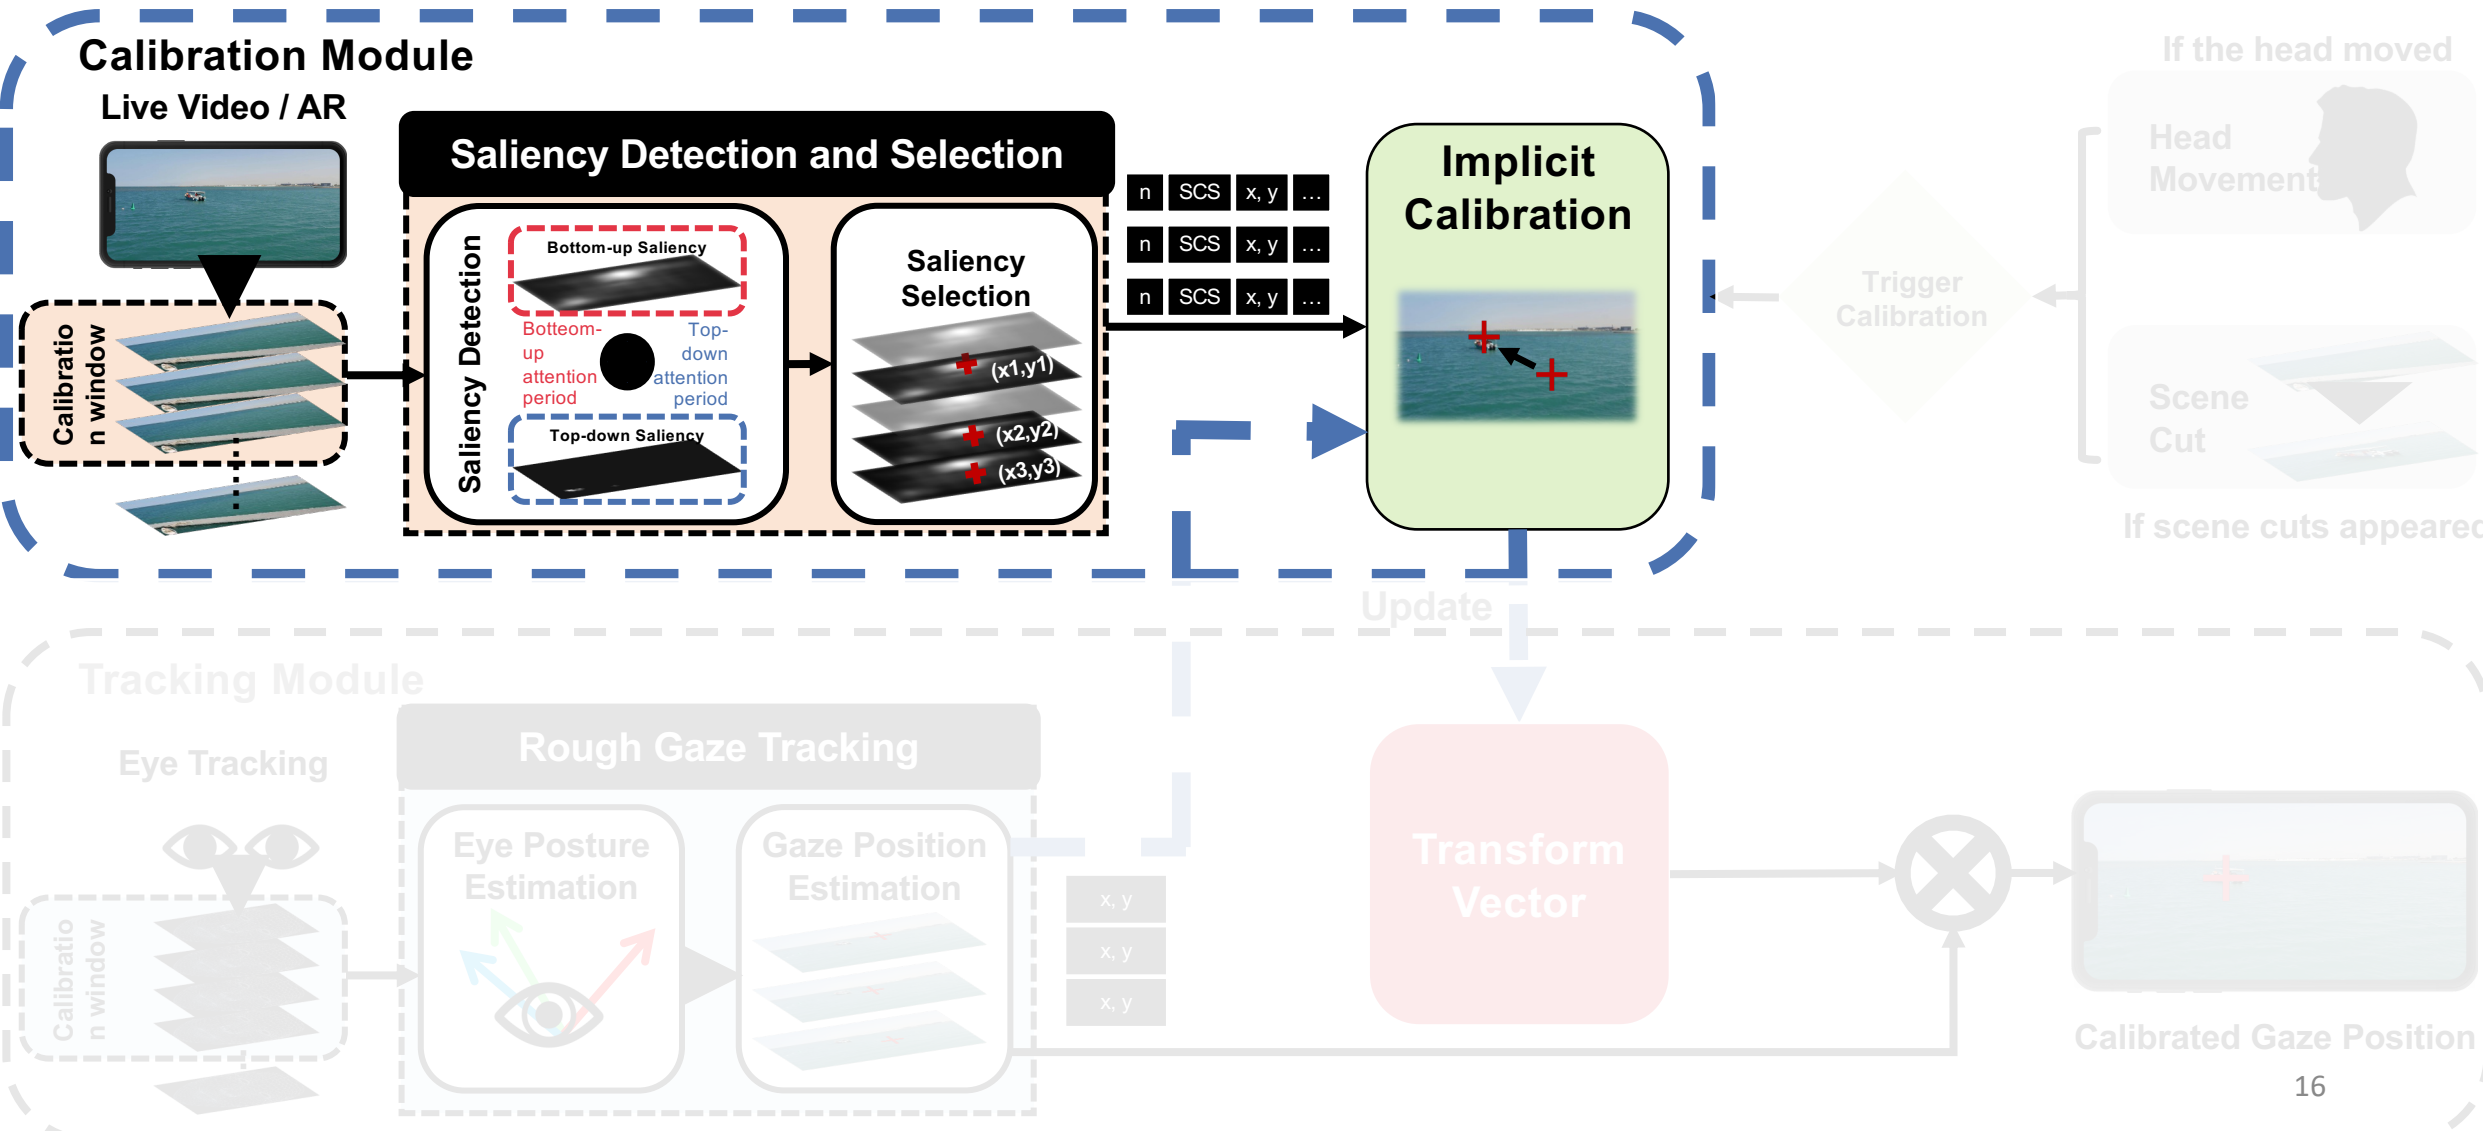 Calibration Module
Live Video / AR
Calibratio
n window
Saliency Detection and Selection
Saliency Detection
Bottom-up Saliency
Botteom-
up
attention
period
Top-
down
attention
period
Top-down Saliency
Saliency
Selection
(x1,y1)
(x2,y2)
(x3,y3)
n SCS x, y ...
n SCS x, y ...
n SCS x, y ...
Implicit
Calibration
Trigger
Calibration
If the head moved
Head
Movement
Scene
Cut
If scene cuts appeared
Update
Tracking Module
Eye Tracking
Calibratio
n window
Rough Gaze Tracking
Eye Posture
Estimation
Gaze Position
Estimation
x, y
x, y
x, y
Transform
Vector
Calibrated Gaze Position
16